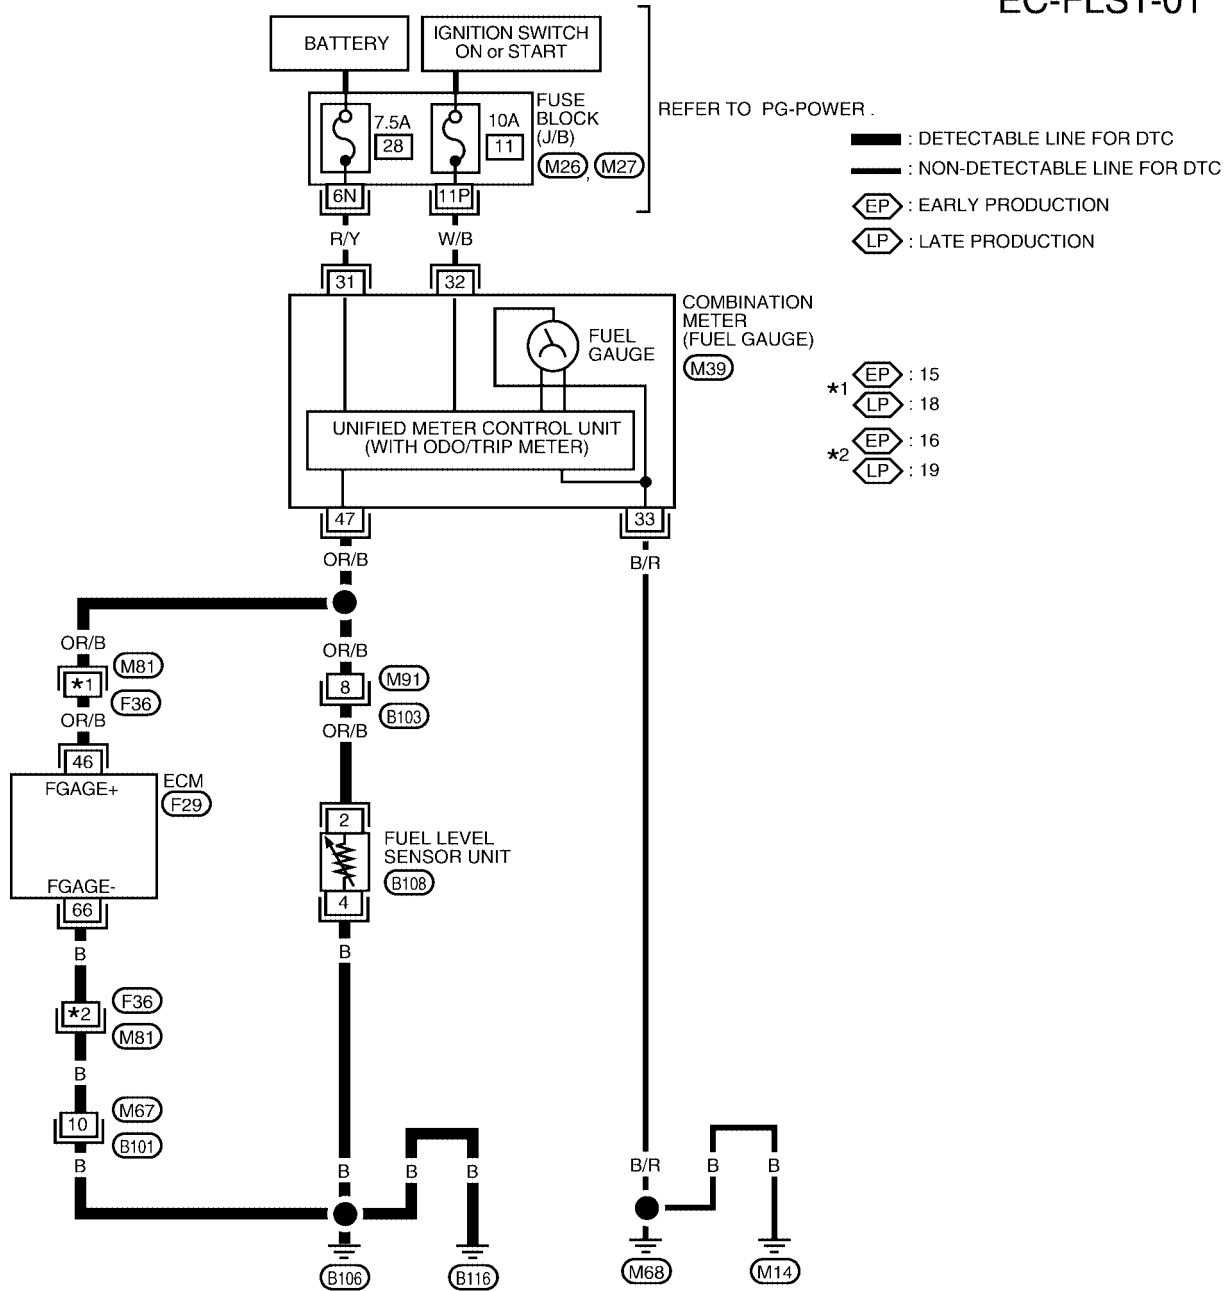 EC-FLS1-01
BATTERY
IGNITION SWITCH
ON or START
FUSE
BLOCK
(J/B)
M26, M27
7.5A
28
10A
11
REFER TO PG-POWER .
: DETECTABLE LINE FOR DTC
: NON-DETECTABLE LINE FOR DTC
EP : EARLY PRODUCTION
LP : LATE PRODUCTION
6N
11P
R/Y
W/B
31
32
COMBINATION
METER
(FUEL GAUGE)
M39
FUEL
GAUGE
UNIFIED METER CONTROL UNIT
(WITH ODO/TRIP METER)
*1
EP : 15
LP : 18
*2
EP : 16
LP : 19
47
33
OR/B
B/R
OR/B
*1
M81
F36
OR/B
46
FGAGE+
ECM
F29
FGAGE-
66
B
*2
F36
M81
B
10
M67
B101
B
OR/B
8
M91
B103
OR/B
2
FUEL LEVEL
SENSOR UNIT
B108
4
B
B
B
B
B/R
B
B
B106
B116
M68
M14